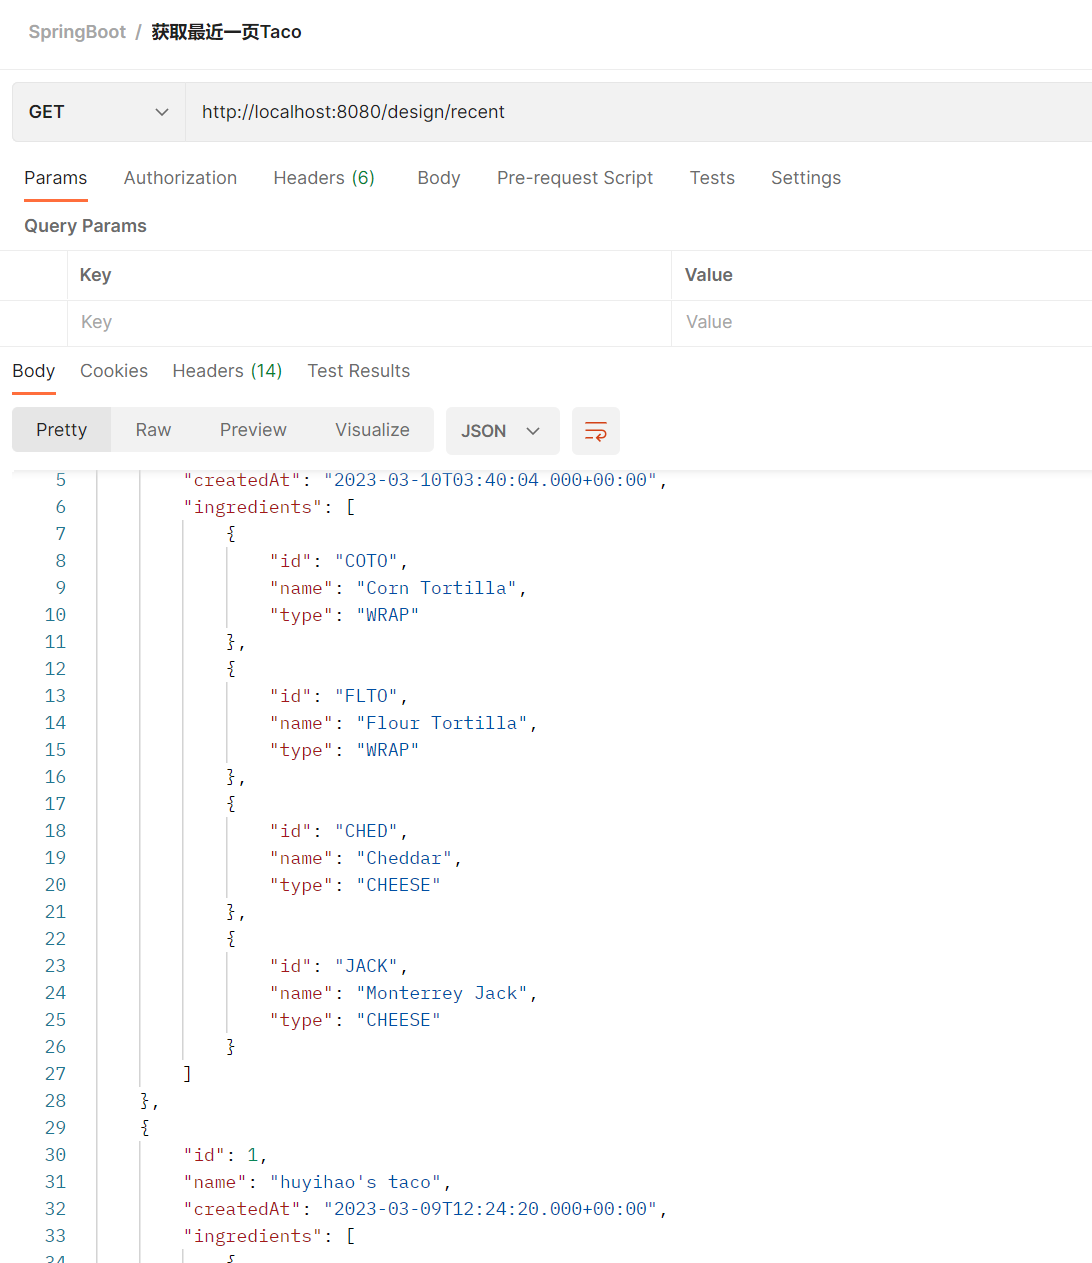 SpringBoot / 获取最近一页Taco
GET http://localhost:8080/design/recent
Params Authorization Headers (6) Body Pre-request Script Tests Settings
Query Params
Key Value
Key Value
Body Cookies Headers (14) Test Results
Pretty Raw Preview Visualize JSON
5 "createdAt": "2023-03-10T03:40:04.000+00:00",
6 "ingredients": [
7 {
8 "id": "COTO",
9 "name": "Corn Tortilla",
10 "type": "WRAP"
11 },
12 {
13 "id": "FLTO",
14 "name": "Flour Tortilla",
15 "type": "WRAP"
16 },
17 {
18 "id": "CHED",
19 "name": "Cheddar",
20 "type": "CHEESE"
21 },
22 {
23 "id": "JACK",
24 "name": "Monterrey Jack",
25 "type": "CHEESE"
26 }
27 ]
28 },
29 {
30 "id": 1,
31 "name": "huyihao's taco",
32 "createdAt": "2023-03-09T12:24:20.000+00:00",
33 "ingredients": [
34 {